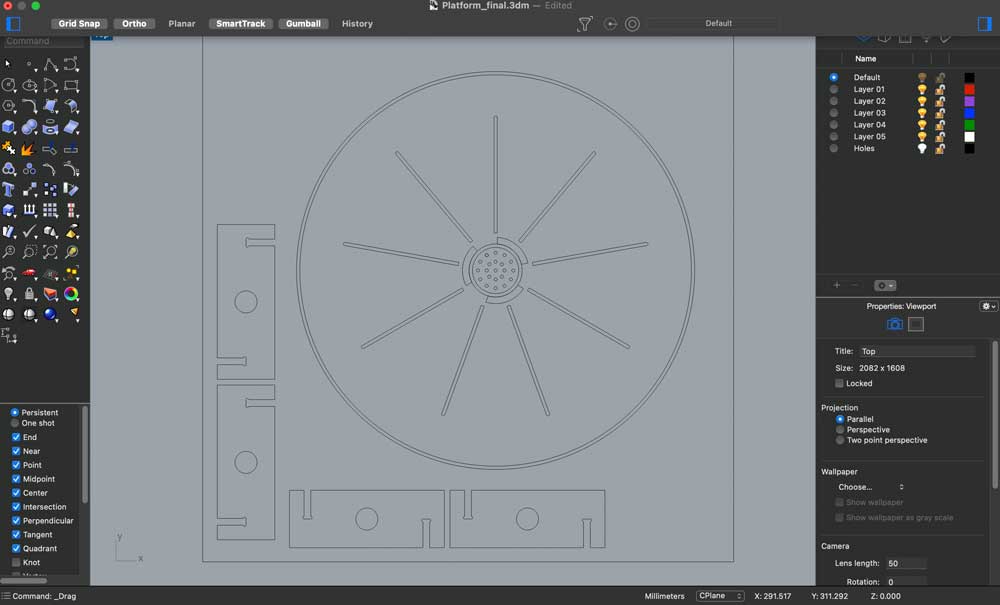 Platform_final.3dm — Edited
Grid Snap Ortho Planar SmartTrack Gumball History Default
Command
Top
Name
Default
Layer 01
Layer 02
Layer 03
Layer 04
Layer 05
Holes
Properties: Viewport
Title: Top
Size: 2082 x 1608
Locked
Projection
Parallel
Perspective
Two point perspective
Wallpaper
Choose...
Show wallpaper
Show wallpaper as gray scale
Camera
Lens length: 50
Rotation: 0
Persistent
One shot
End
Near
Point
Midpoint
Center
Intersection
Perpendicular
Tangent
Quadrant
Knot
y
x
Command: _Drag
Millimeters CPlane X: 291.517 Y: 311.292 Z: 0.000